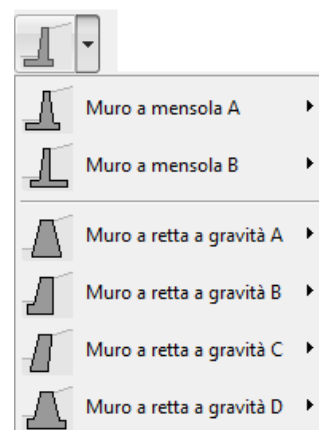 Muro a mensola A
Muro a mensola B
Muro a retta a gravità A
Muro a retta a gravità B
Muro a retta a gravità C
Muro a retta a gravità D